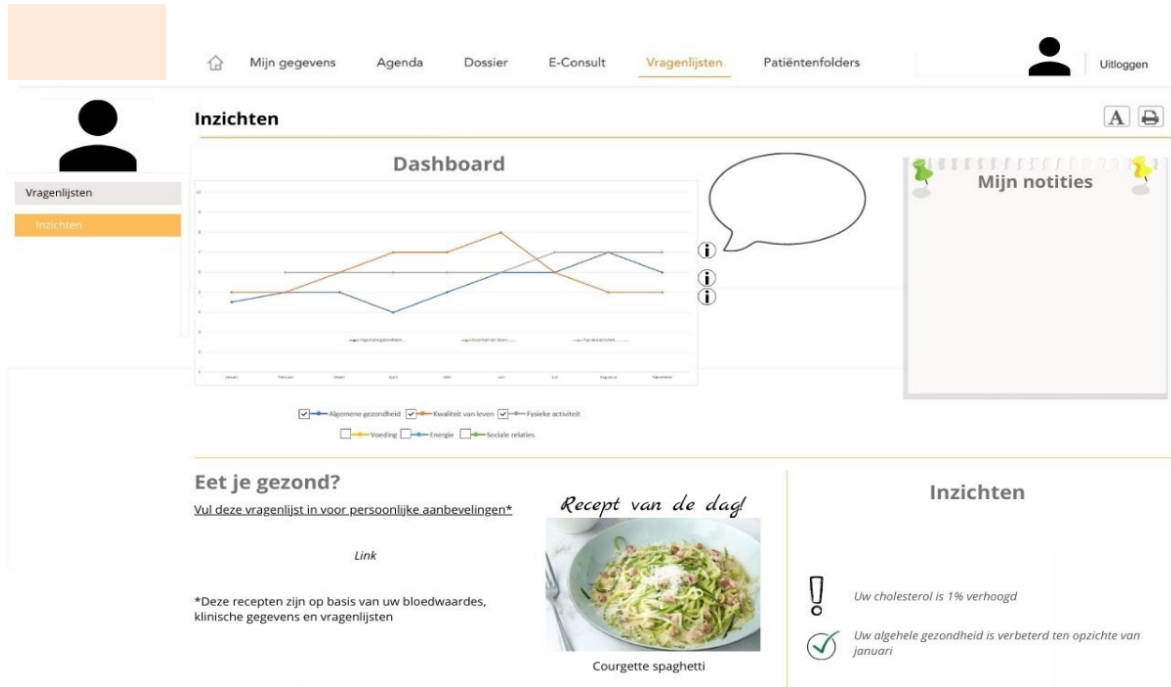 Mijn gegevens Agenda Dossier E-Consult Vragenlijsten Patiëntenfolders Uitloggen
Inzichten A
Vragenlijsten
Inzichten
Dashboard
Mijn notities
10
Algemene gezondheid Kwaliteit van leven Fysieke activiteit
Voeding Energie Sociale relaties
Eet je gezond?
Vul deze vragenlijst in voor persoonlijke aanbevelingen*
Link
*Deze recepten zijn op basis van uw bloedwaardes,
klinische gegevens en vragenlijsten
Recept van de dag!
Courgette spaghetti
Inzichten
Uw cholesterol is 1% verhoogd
Uw algehele gezondheid is verbeterd ten opzichte van
januari